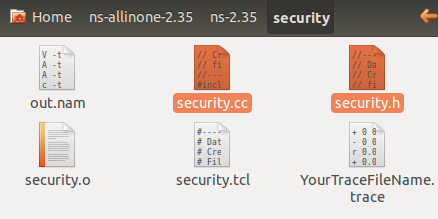 Home ns-allinone-2.35 ns-2.35 security
V -t
A -t
A -t
c -t
out.nam
// Cr
// fi
//----
#incl
security.cc
//---
// Da
// Cr
// fi
security.h
security.o
#----
# Dat
# Cre
# Fil
security.tcl
+ 0 0
- 0 0
r 0.0
+ 0.0
YourTraceFileName.
trace